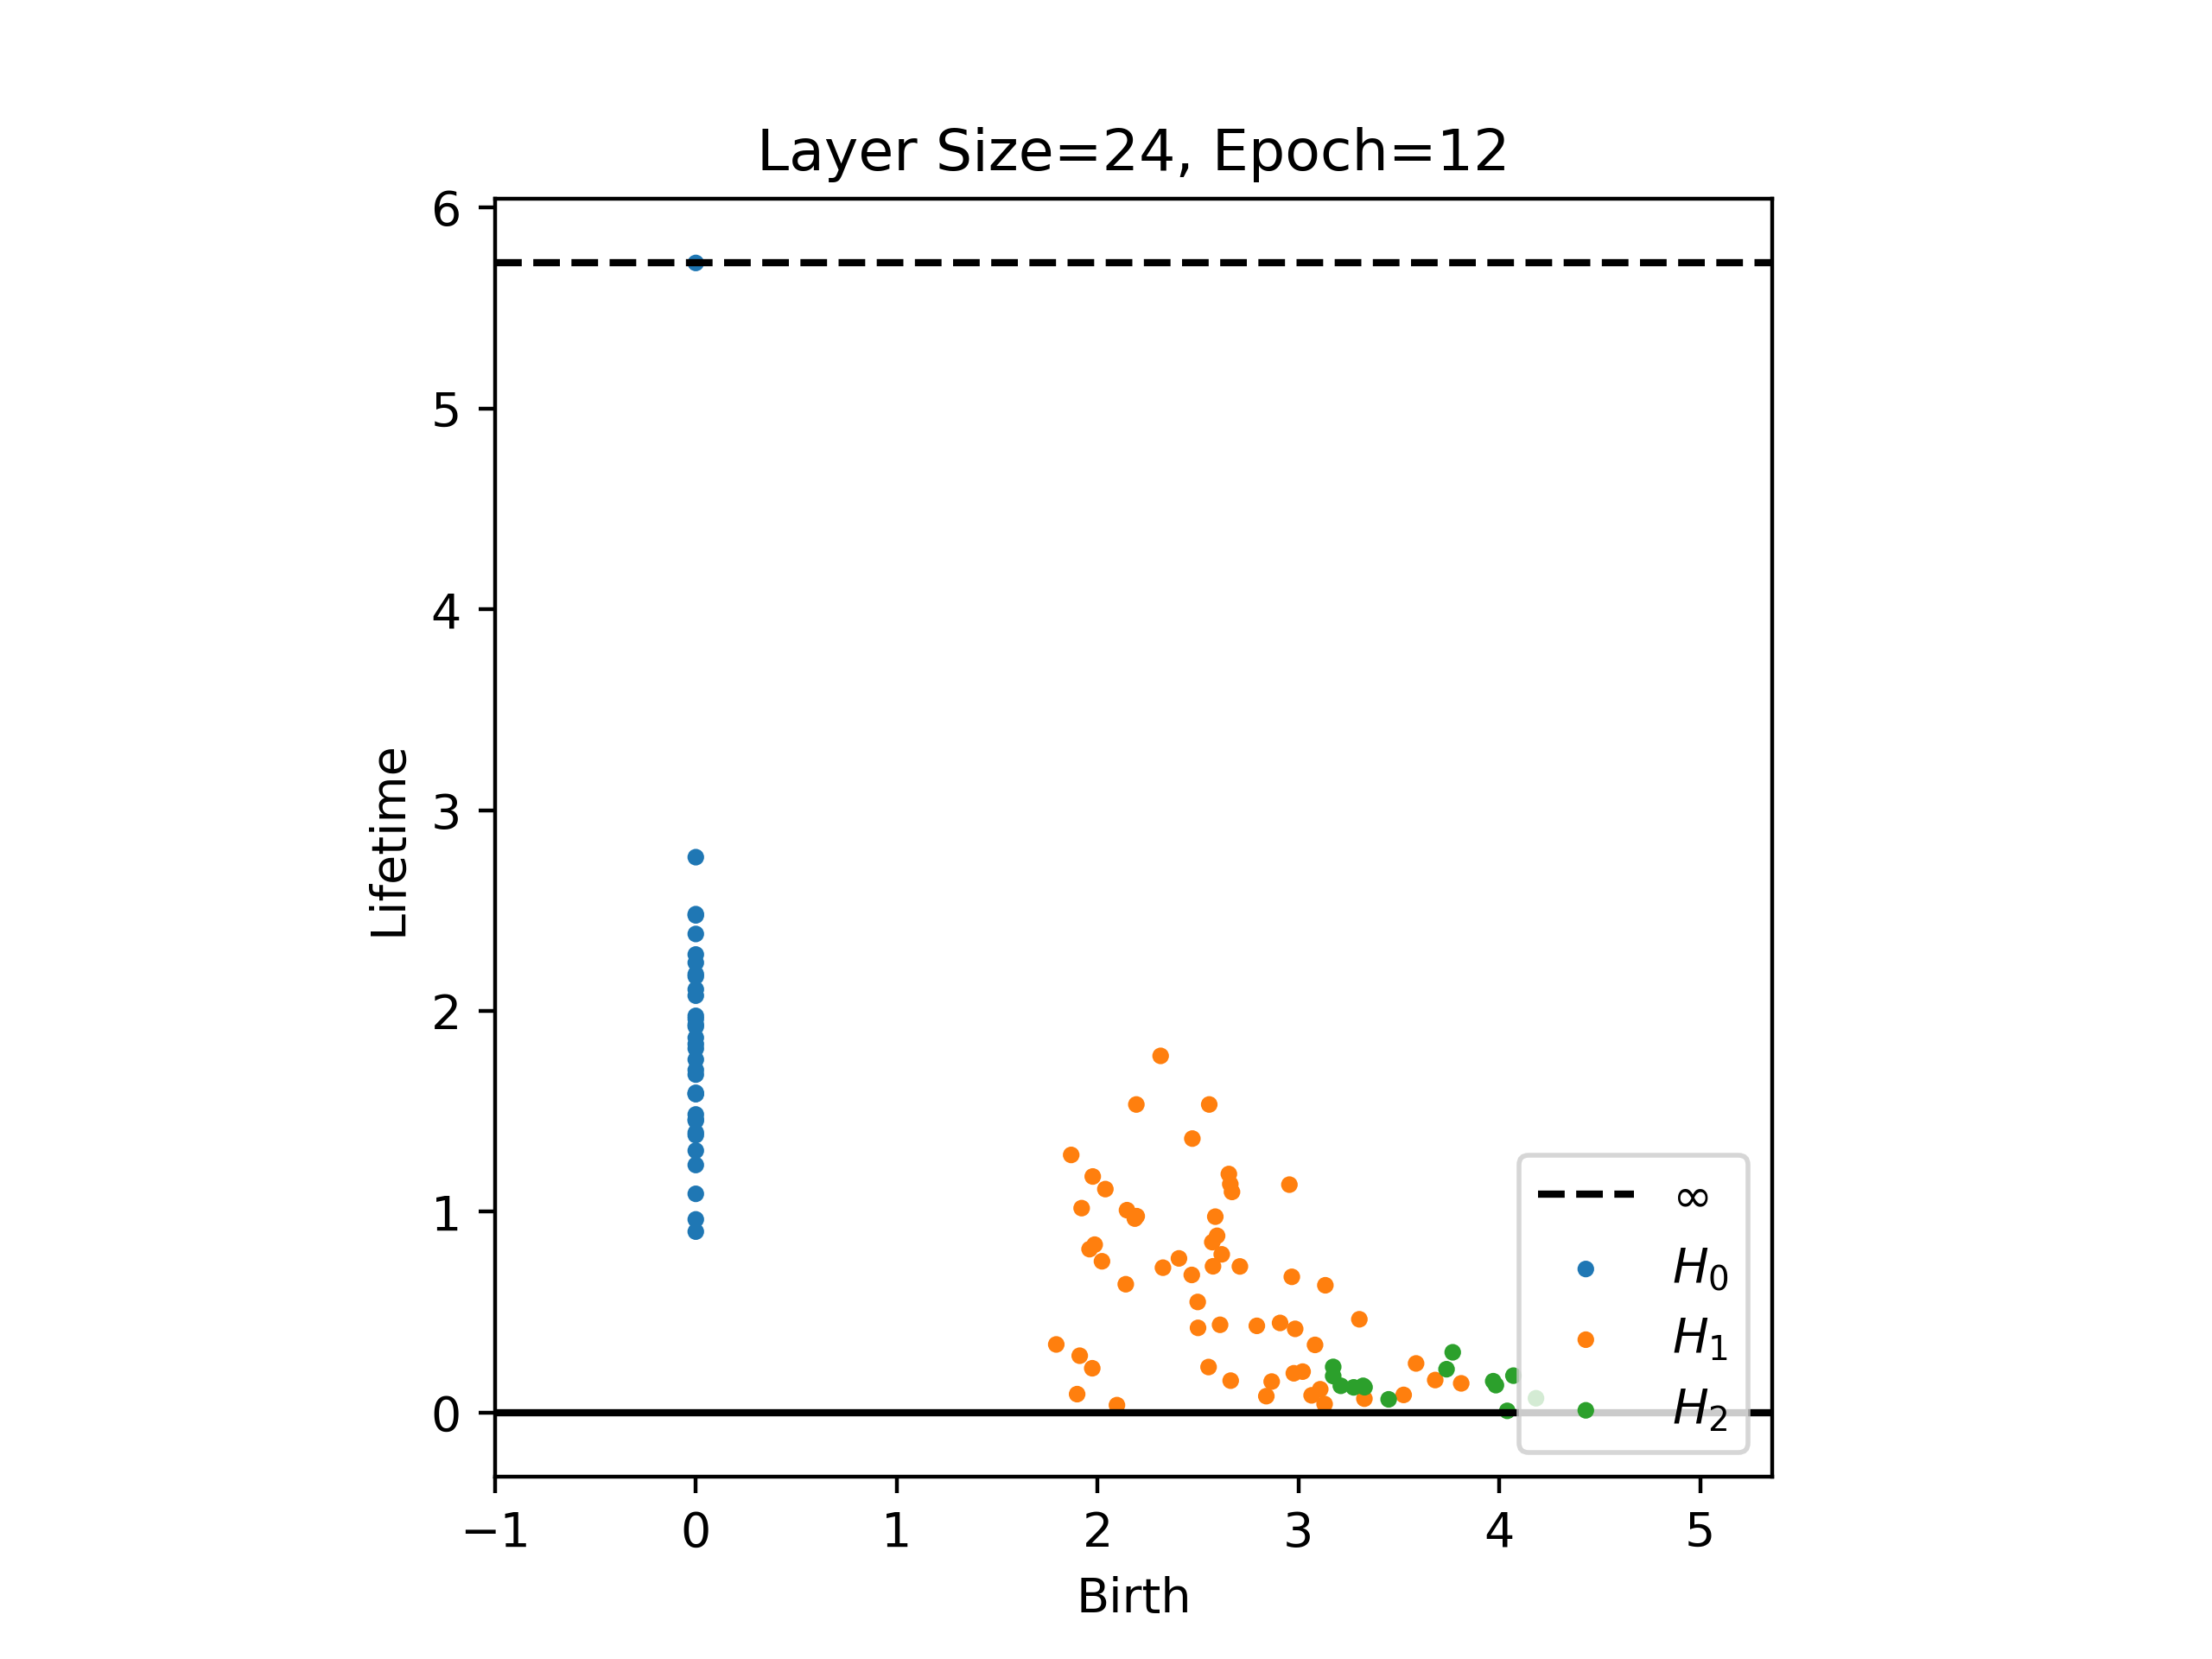 Layer Size=24, Epoch=12
6
5
4
3
2
1
0
Lifetime
∞
H₀
H₁
H₂
−1 0 1 2 3 4 5
Birth